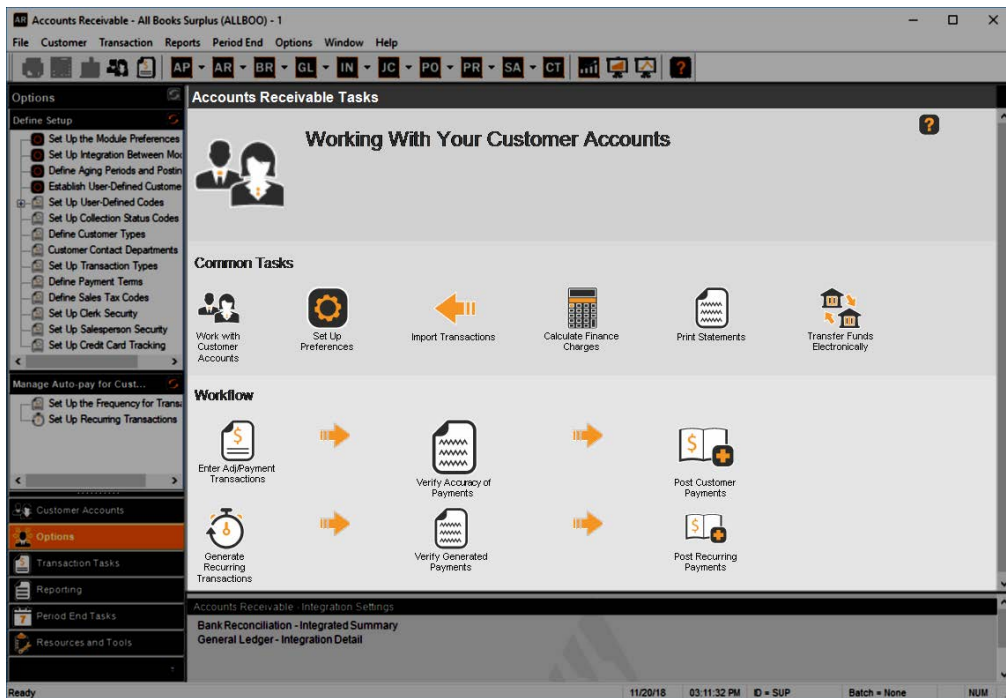 AR Accounts Receivable - All Books Surplus (ALLBOO) - 1
File Customer Transaction Reports Period End Options Window Help
AP AR BR GL IN JC PO PR SA CT ?
Options
Accounts Receivable Tasks
Define Setup
Set Up the Module Preferences
Set Up Integration Between Mo
Define Aging Periods and Postin
Establish User-Defined Custome
Set Up User-Defined Codes
Set Up Collection Status Codes
Define Customer Types
Customer Contact Departments
Set Up Transaction Types
Define Payment Terms
Define Sales Tax Codes
Set Up Clerk Security
Set Up Salesperson Security
Set Up Credit Card Tracking
Manage Auto-pay for Cust...
Set Up the Frequency for Trans
Set Up Recurring Transactions
Customer Accounts
Options
Transaction Tasks
Reporting
7 Period End Tasks
Resources and Tools
Working With Your Customer Accounts
?
Common Tasks
Work with
Customer
Accounts
Set Up
Preferences
Import Transactions
Calculate Finance
Charges
Print Statements
Transfer Funds
Electronically
Workflow
$
Enter Adj/Payment
Transactions
Verify Accuracy of
Payments
$
Post Customer
Payments
Generate
Recurring
Transactions
Verify Generated
Payments
$
Post Recurring
Payments
Accounts Receivable - Integration Settings
Bank Reconciliation - Integrated Summary
General Ledger - Integration Detail
Ready 11/20/18 03:11:32 PM ID = SUP Batch = None NUM